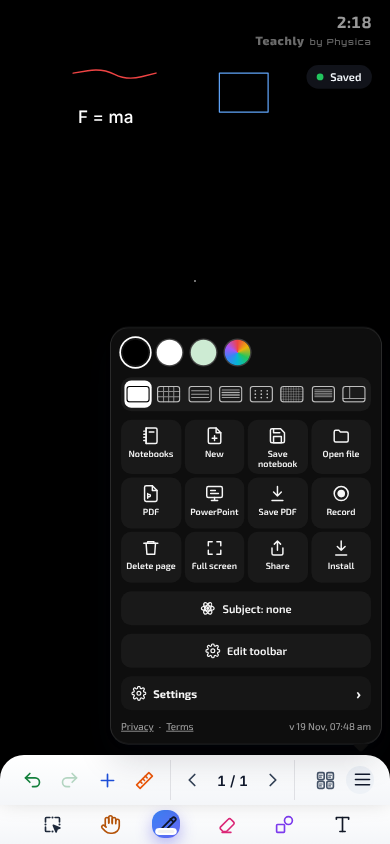 2:18
Teachly by Physica
Saved
F = ma
Notebooks
New
Save
notebook
Open file
PDF
PowerPoint
Save PDF
Record
Delete page
Full screen
Share
Install
Subject: none
Edit toolbar
Settings
Privacy · Terms
v 19 Nov, 07:48 am
1 / 1
T